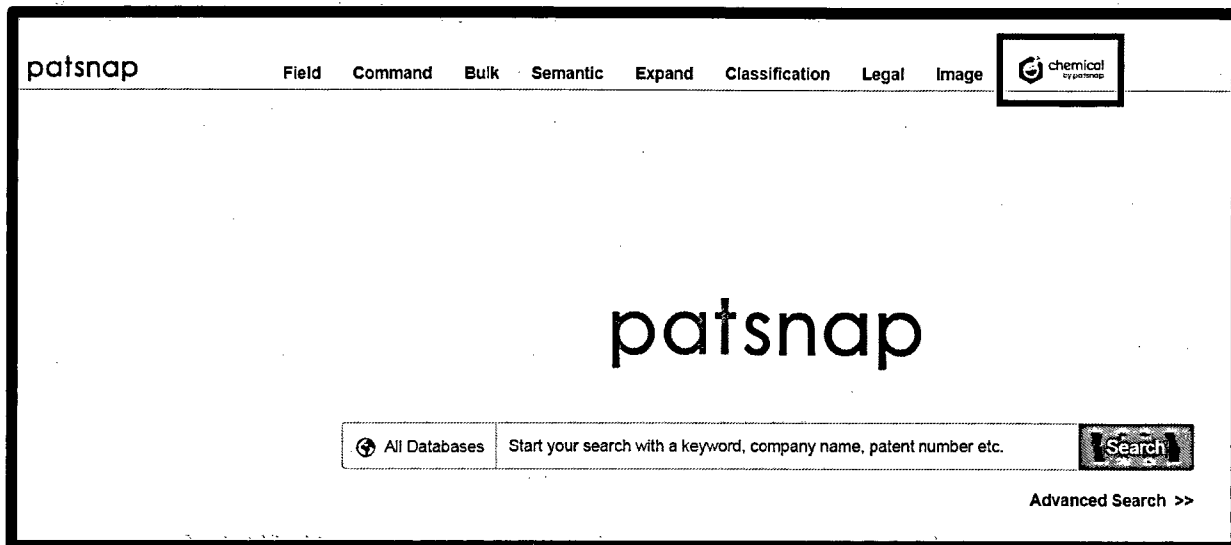 patsnap Field Command Bulk Semantic Expand Classification Legal Image chemical
by patsnap
patsnap
All Databases Start your search with a keyword, company name, patent number etc. Search
Advanced Search >>